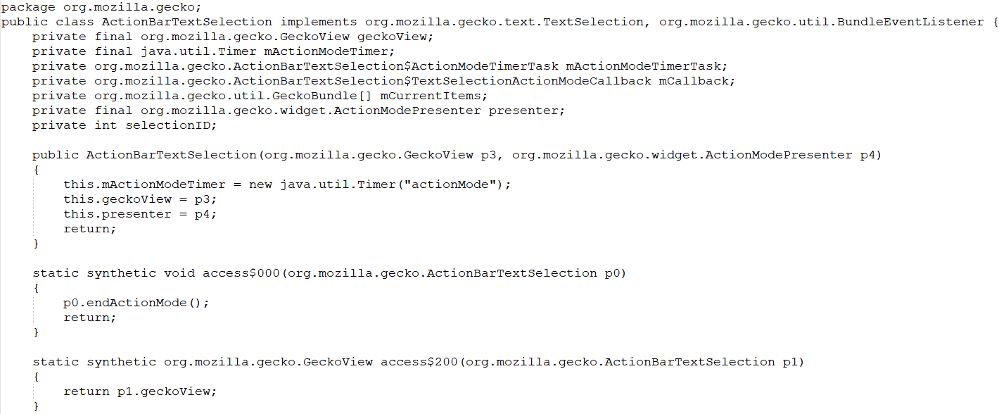 package org.mozilla.gecko;
public class ActionBarTextSelection implements org.mozilla.gecko.text.TextSelection, org.mozilla.gecko.util.BundleEventListener {
    private final org.mozilla.gecko.GeckoView geckoView;
    private final java.util.Timer mActionModeTimer;
    private org.mozilla.gecko.ActionBarTextSelection$ActionModeTimerTask mActionModeTimerTask;
    private org.mozilla.gecko.ActionBarTextSelection$TextSelectionActionModeCallback mCallback;
    private org.mozilla.gecko.util.GeckoBundle[] mCurrentItems;
    private final org.mozilla.gecko.widget.ActionModePresenter presenter;
    private int selectionID;

    public ActionBarTextSelection(org.mozilla.gecko.GeckoView p3, org.mozilla.gecko.widget.ActionModePresenter p4)
    {
        this.mActionModeTimer = new java.util.Timer("actionMode");
        this.geckoView = p3;
        this.presenter = p4;
        return;
    }

    static synthetic void access$000(org.mozilla.gecko.ActionBarTextSelection p0)
    {
        p0.endActionMode();
        return;
    }

    static synthetic org.mozilla.gecko.GeckoView access$200(org.mozilla.gecko.ActionBarTextSelection p1)
    {
        return p1.geckoView;
    }